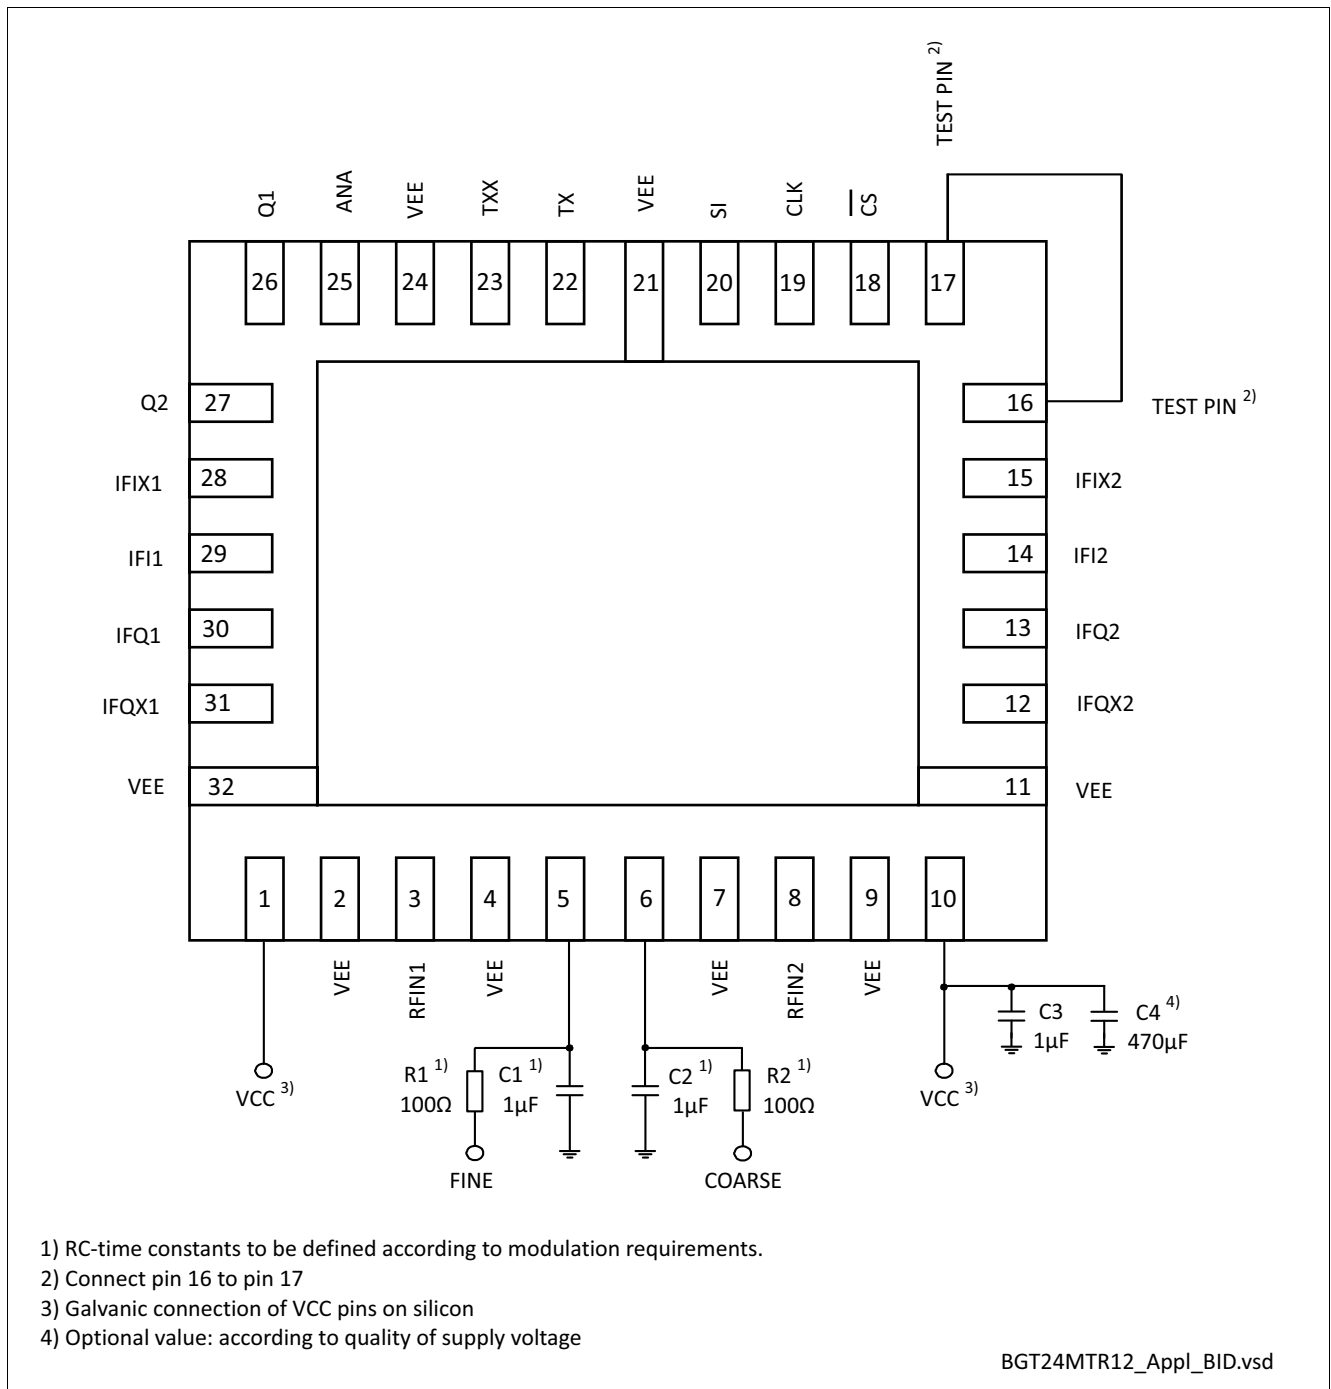 TEST PIN 2)
Q1
ANA
VEE
TXX
TX
VEE
SI
CLK
CS
26
25
24
23
22
21
20
19
18
17
Q2
27
16
TEST PIN 2)
IFIX1
28
15
IFIX2
IFI1
29
14
IFI2
IFQ1
30
13
IFQ2
IFQX1
31
12
IFQX2
VEE
32
11
VEE
1
2
3
4
5
6
7
8
9
10
VEE
RFIN1
VEE
VEE
RFIN2
VEE
C3
1µF
C4 4)
470µF
VCC 3)
R1 1)
100Ω
C1 1)
1µF
C2 1)
1µF
R2 1)
100Ω
VCC 3)
FINE
COARSE
1) RC-time constants to be defined according to modulation requirements.
2) Connect pin 16 to pin 17
3) Galvanic connection of VCC pins on silicon
4) Optional value: according to quality of supply voltage
BGT24MTR12_Appl_BID.vsd